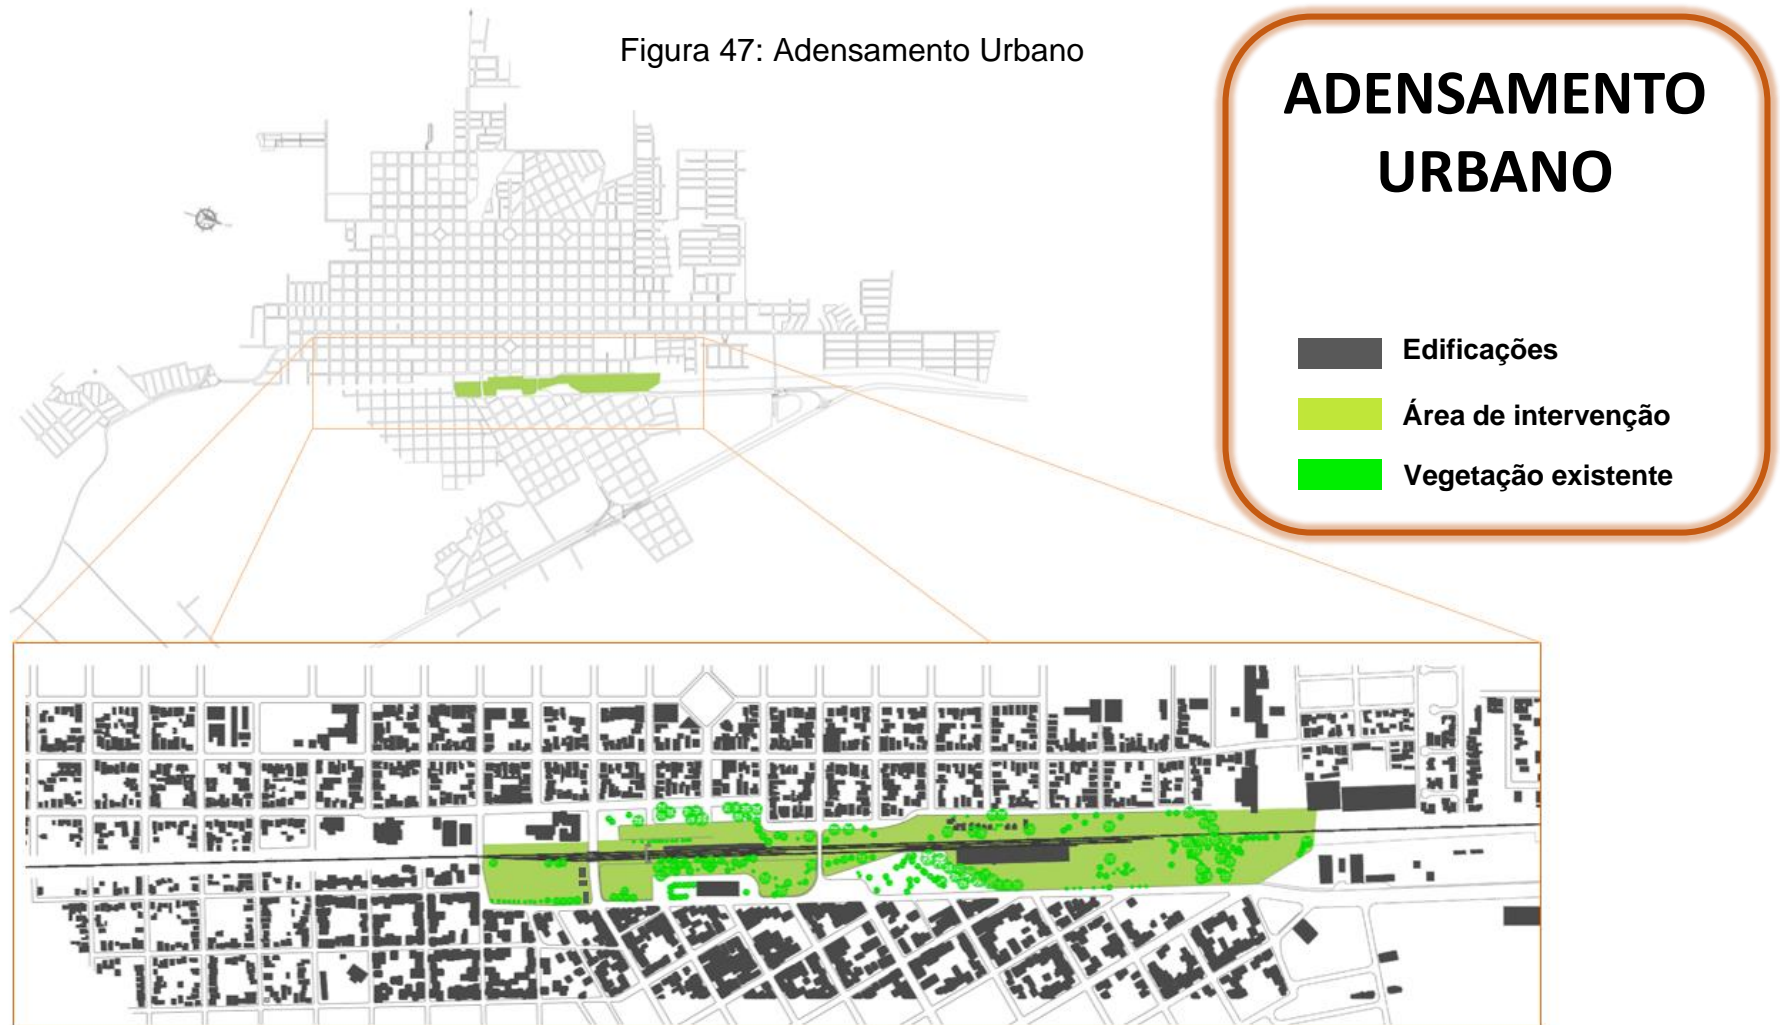 Figura 47: Adensamento Urbano
ADENSAMENTO
URBANO
Edificações
Área de intervenção
Vegetação existente